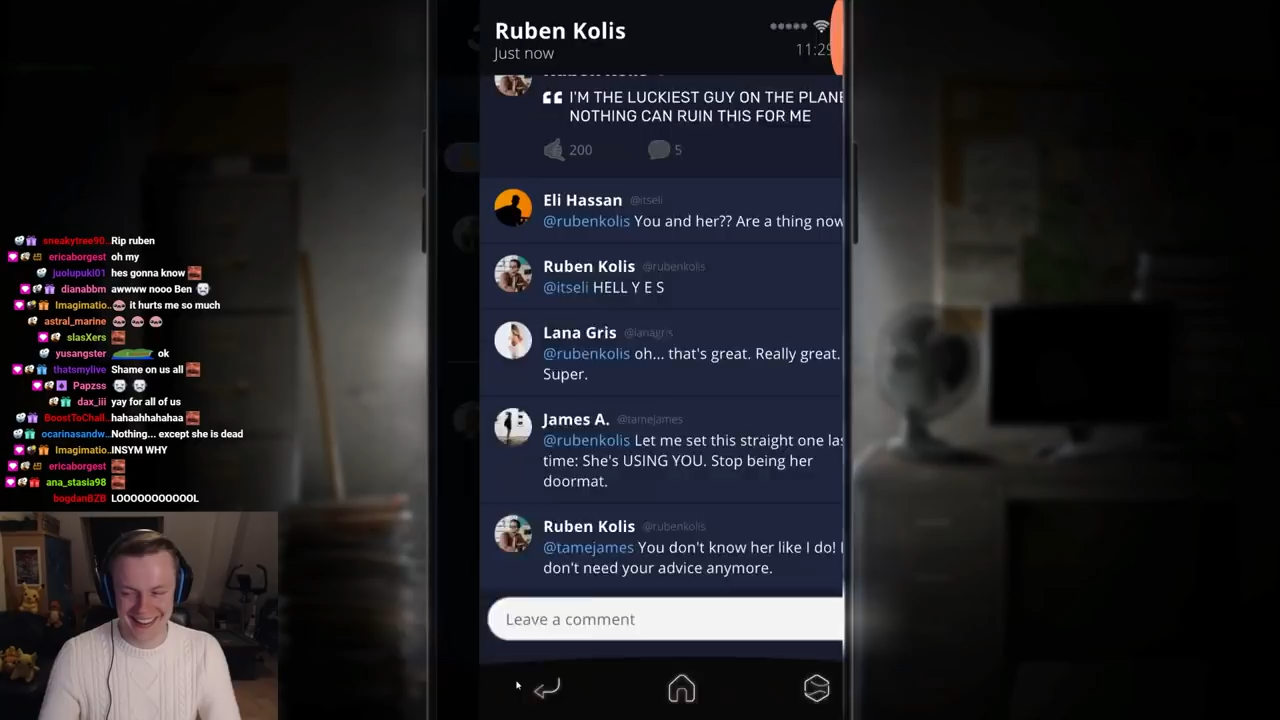 Ruben Kolis
Just now
11:29
I'M THE LUCKIEST GUY ON THE PLANE
NOTHING CAN RUIN THIS FOR ME
200 5
Eli Hassan @itseli
@rubenkolis You and her?? Are a thing now
Ruben Kolis @rubenkolis
@itseli HELL Y E S
Lana Gris @lanagris
@rubenkolis oh... that's great. Really great.
Super.
James A. @tamejames
@rubenkolis Let me set this straight one las
time: She's USING YOU. Stop being her
doormat.
Ruben Kolis @rubenkolis
@tamejames You don't know her like I do! I
don't need your advice anymore.
Leave a comment
sneakytree90.. Rip ruben
ericaborgest oh my
juolupuki01 hes gonna know
dianabbm awwww nooo Ben
Imaginatio.. it hurts me so much
astral_marine
slasXers
yusangster ok
thatsmylive Shame on us all
Papzss
dax_iii yay for all of us
BoostToChall.. hahaahhahahaa
ocarinasandw.. Nothing... except she is dead
Imaginatio.. INSYM WHY
ericaborgest
ana_stasia98
bogdanBZB LOOOOOOOOOOL